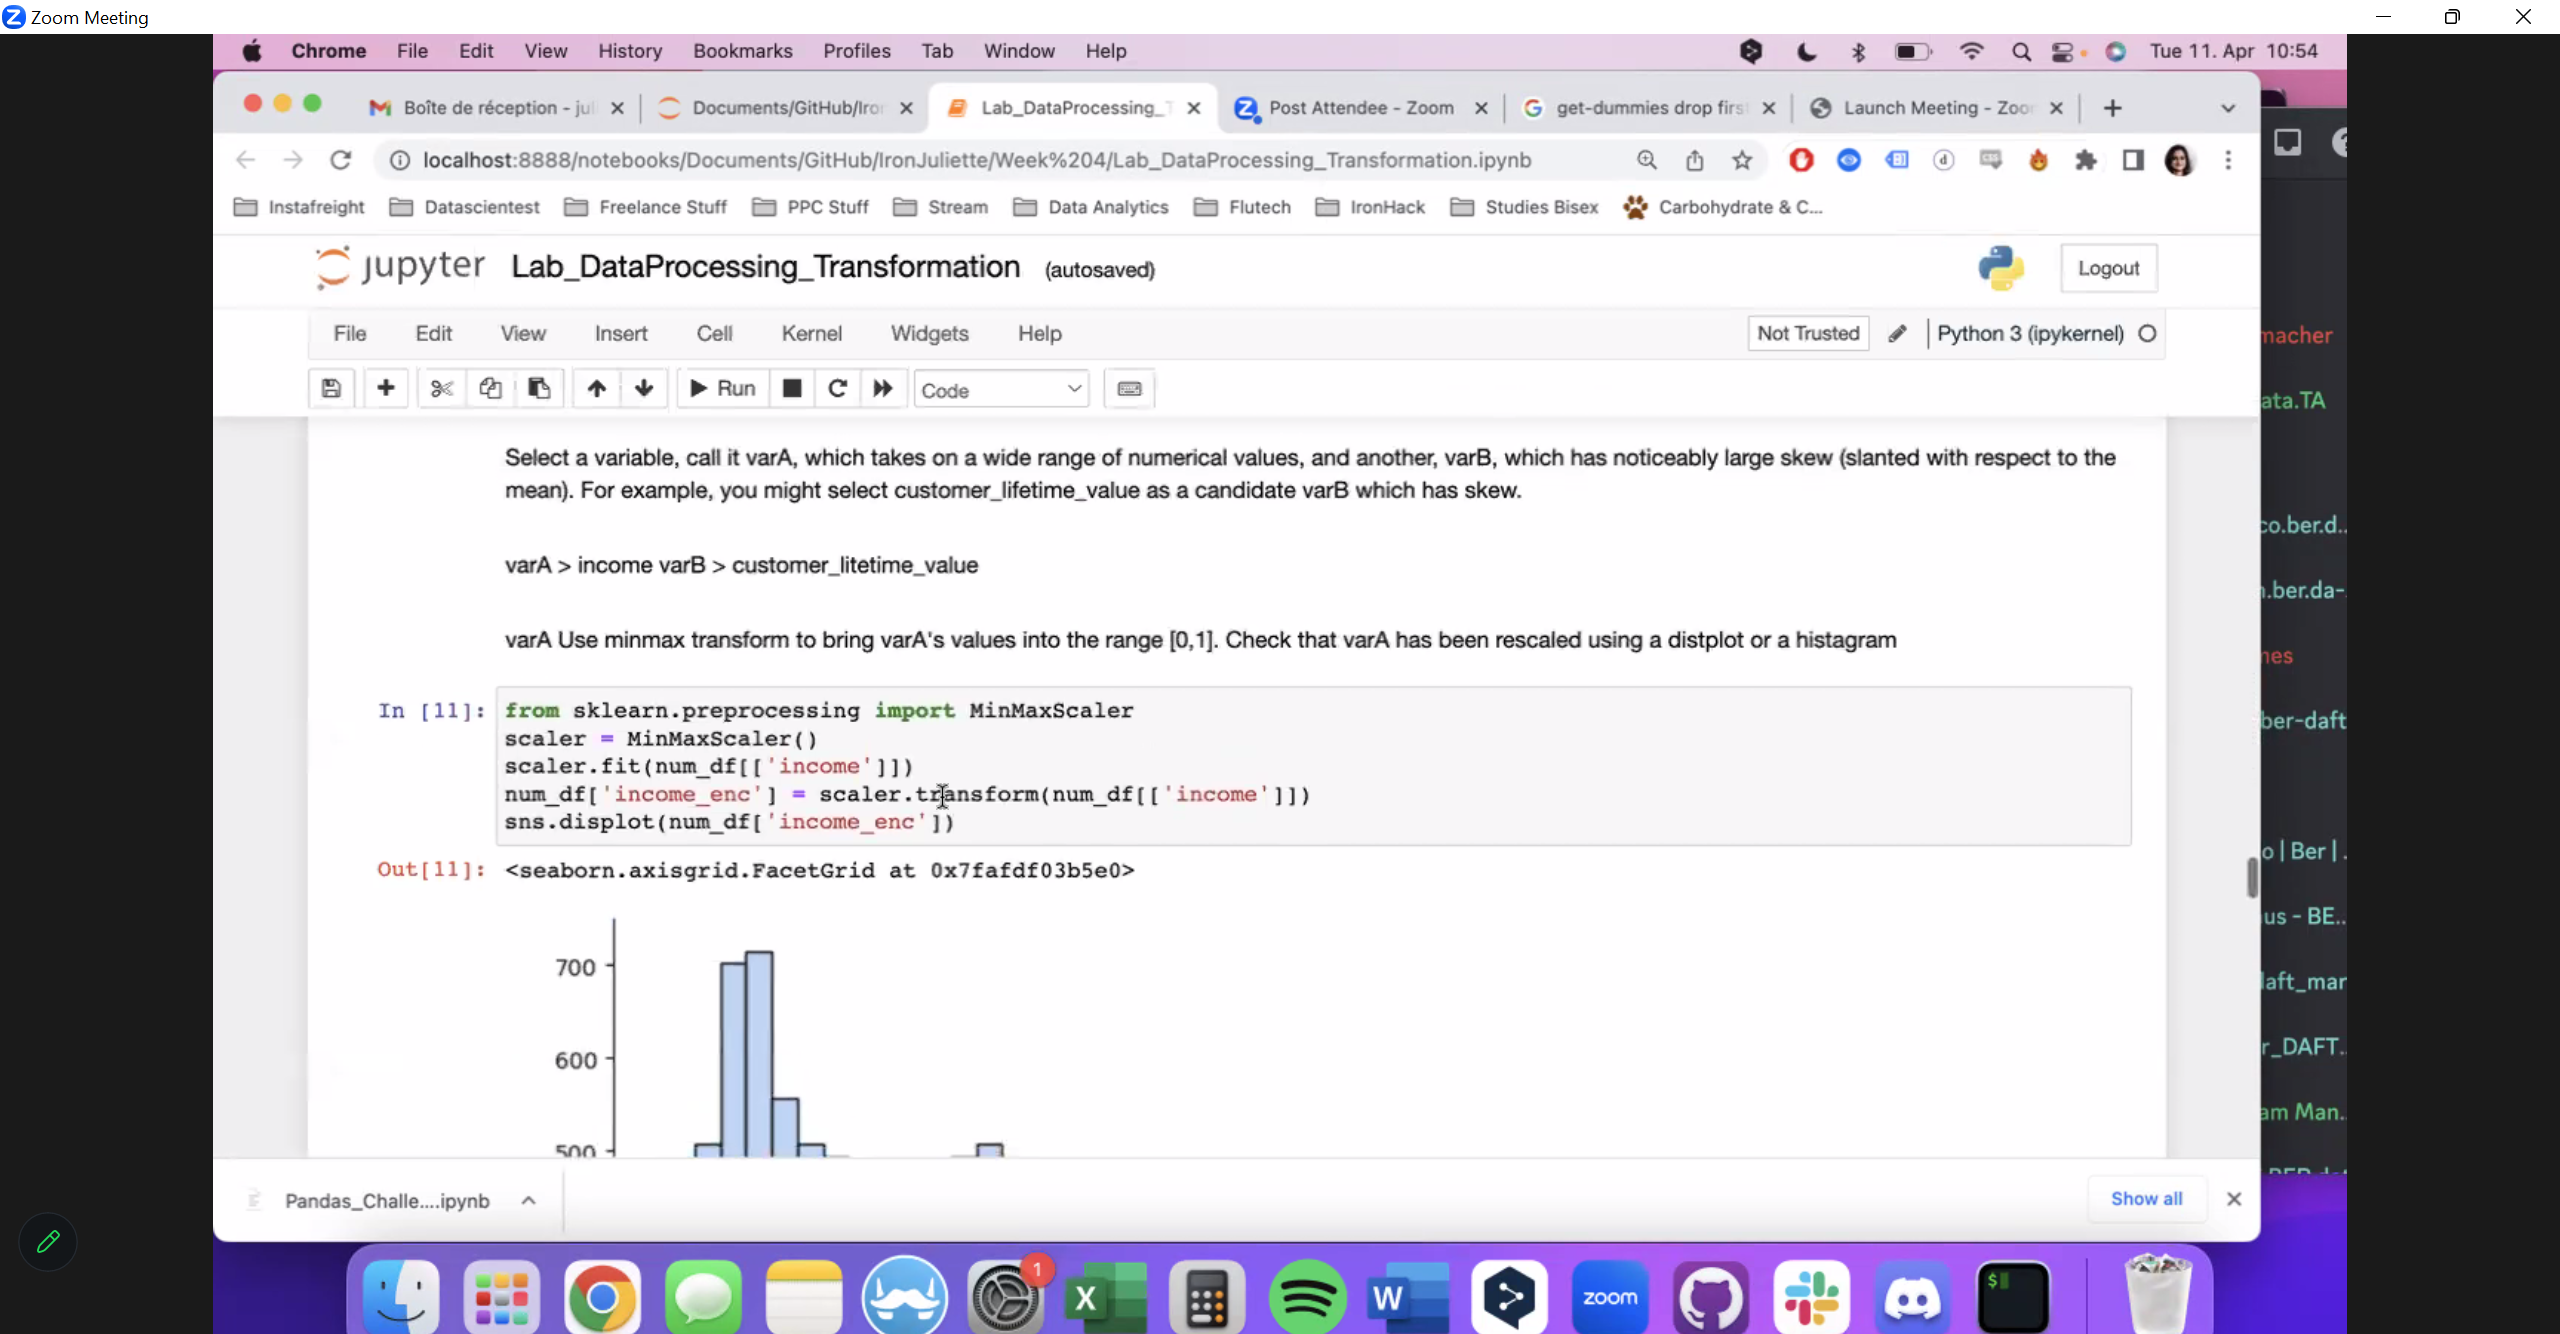 Zoom Meeting
Chrome File Edit View History Bookmarks Profiles Tab Window Help Tue 11. Apr 10:54
Boîte de réception - jul Documents/GitHub/Iro Lab_DataProcessing_T Post Attendee - Zoom get-dummies drop firs Launch Meeting - Zoo
localhost:8888/notebooks/Documents/GitHub/IronJuliette/Week%204/Lab_DataProcessing_Transformation.ipynb
Instafreight Datascientest Freelance Stuff PPC Stuff Stream Data Analytics Flutech IronHack Studies Bisex Carbohydrate & C...
jupyter Lab_DataProcessing_Transformation (autosaved) Logout
File Edit View Insert Cell Kernel Widgets Help Not Trusted Python 3 (ipykernel)
Run Code
Select a variable, call it varA, which takes on a wide range of numerical values, and another, varB, which has noticeably large skew (slanted with respect to the
mean). For example, you might select customer_lifetime_value as a candidate varB which has skew.
varA > income varB > customer_litetime_value
varA Use minmax transform to bring varA's values into the range [0,1]. Check that varA has been rescaled using a distplot or a histagram
In [11]: from sklearn.preprocessing import MinMaxScaler
scaler = MinMaxScaler()
scaler.fit(num_df[['income']])
num_df['income_enc'] = scaler.transform(num_df[['income']])
sns.displot(num_df['income_enc'])
Out[11]: <seaborn.axisgrid.FacetGrid at 0x7fafdf03b5e0>
700
600
500
macher
ata.TA
co.ber.d..
.ber.da-
nes
ber-daft
o | Ber | .
us - BE..
laft_mar
r_DAFT.
am Man.
Pandas_Challe....ipynb Show all
1
X
W
zoom
$